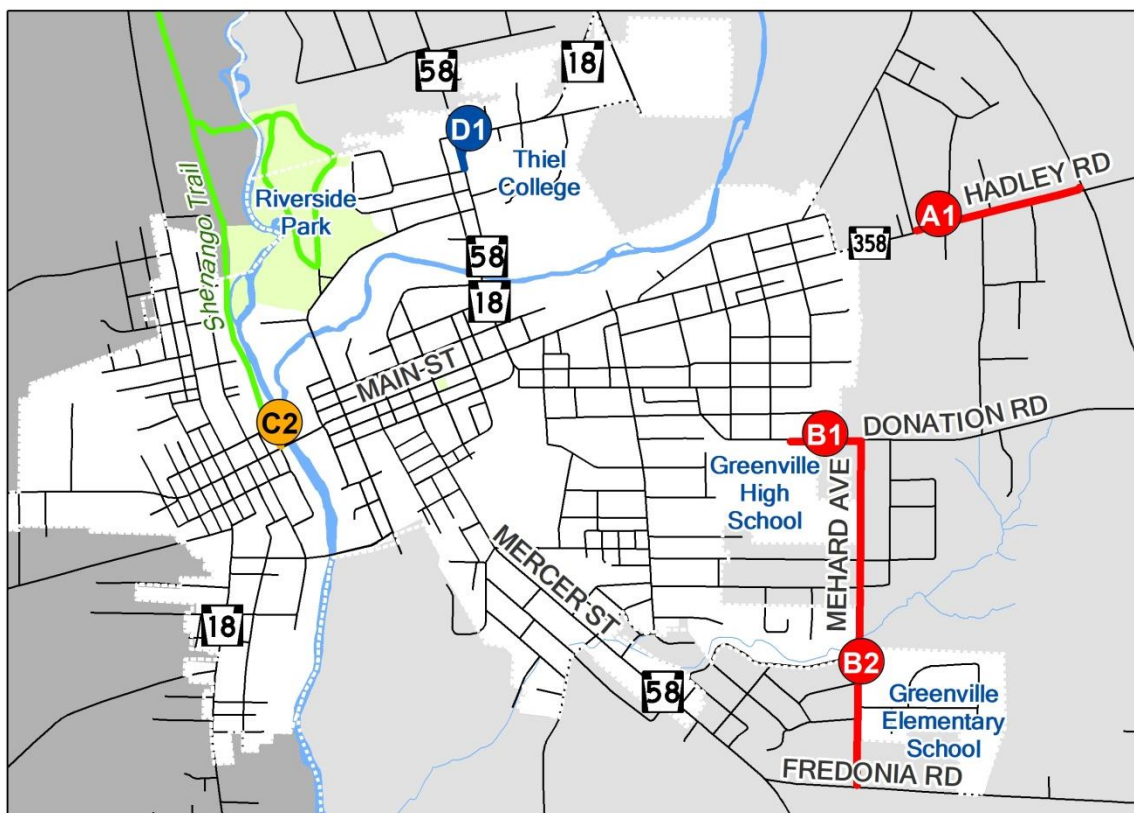 58
18
D1
Thiel
College
HADLEY RD
A1
Shenango Trail
Riverside
Park
358
58
18
MAIN ST
C2
B1
DONATION RD
Greenville
High
School
MEHARD AVE
MERCER ST
18
B2
58
Greenville
Elementary
School
FREDONIA RD